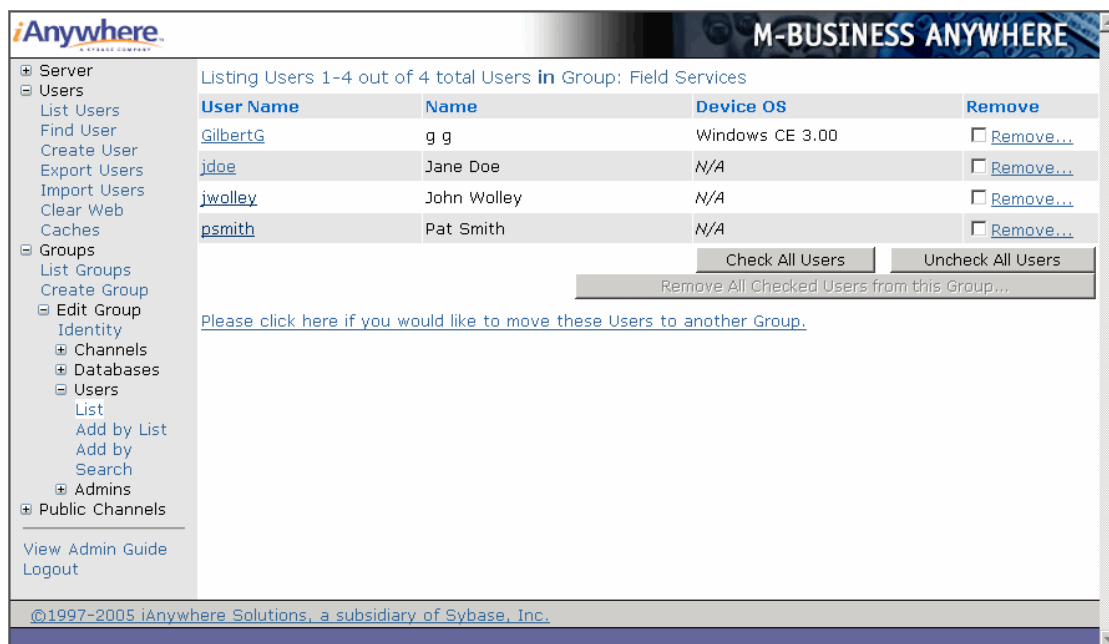 iAnywhere
A SYBASE COMPANY
M-BUSINESS ANYWHERE
Server
Users
List Users
Find User
Create User
Export Users
Import Users
Clear Web
Caches
Groups
List Groups
Create Group
Edit Group
Identity
Channels
Databases
Users
List
Add by List
Add by
Search
Admins
Public Channels
View Admin Guide
Logout
Listing Users 1-4 out of 4 total Users in Group: Field Services
User Name Name Device OS Remove
GilbertG g g Windows CE 3.00 Remove...
jdoe Jane Doe N/A Remove...
jwolley John Wolley N/A Remove...
psmith Pat Smith N/A Remove...
Check All Users Uncheck All Users
Remove All Checked Users from this Group...
Please click here if you would like to move these Users to another Group.
©1997-2005 iAnywhere Solutions, a subsidiary of Sybase, Inc.